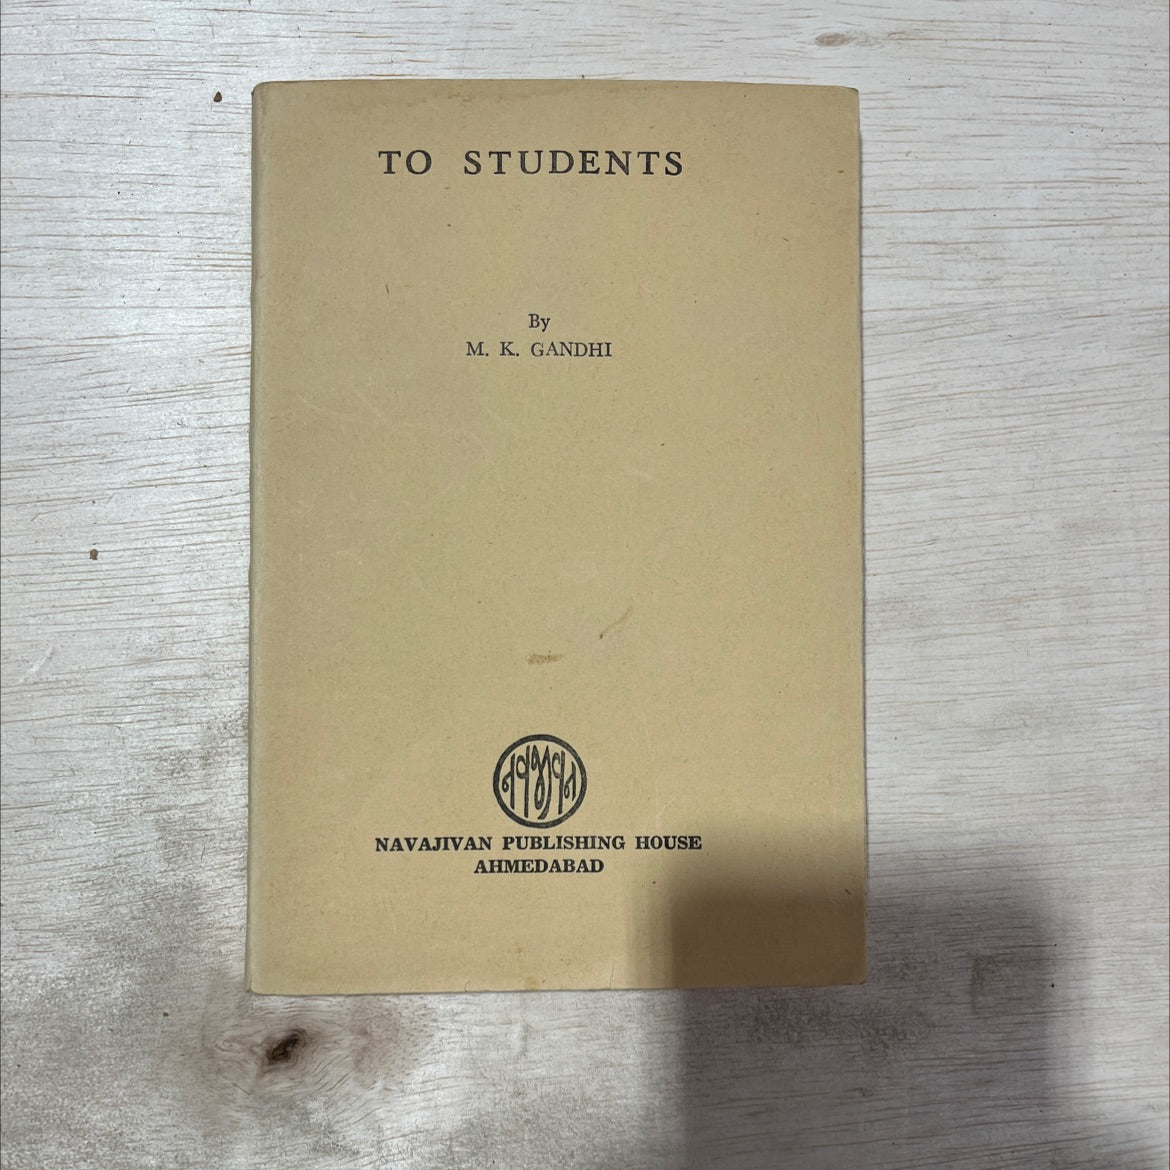 TO STUDENTS
By
M. K. GANDHI
નવજીવન
NAVAJIVAN PUBLISHING HOUSE
AHMEDABAD